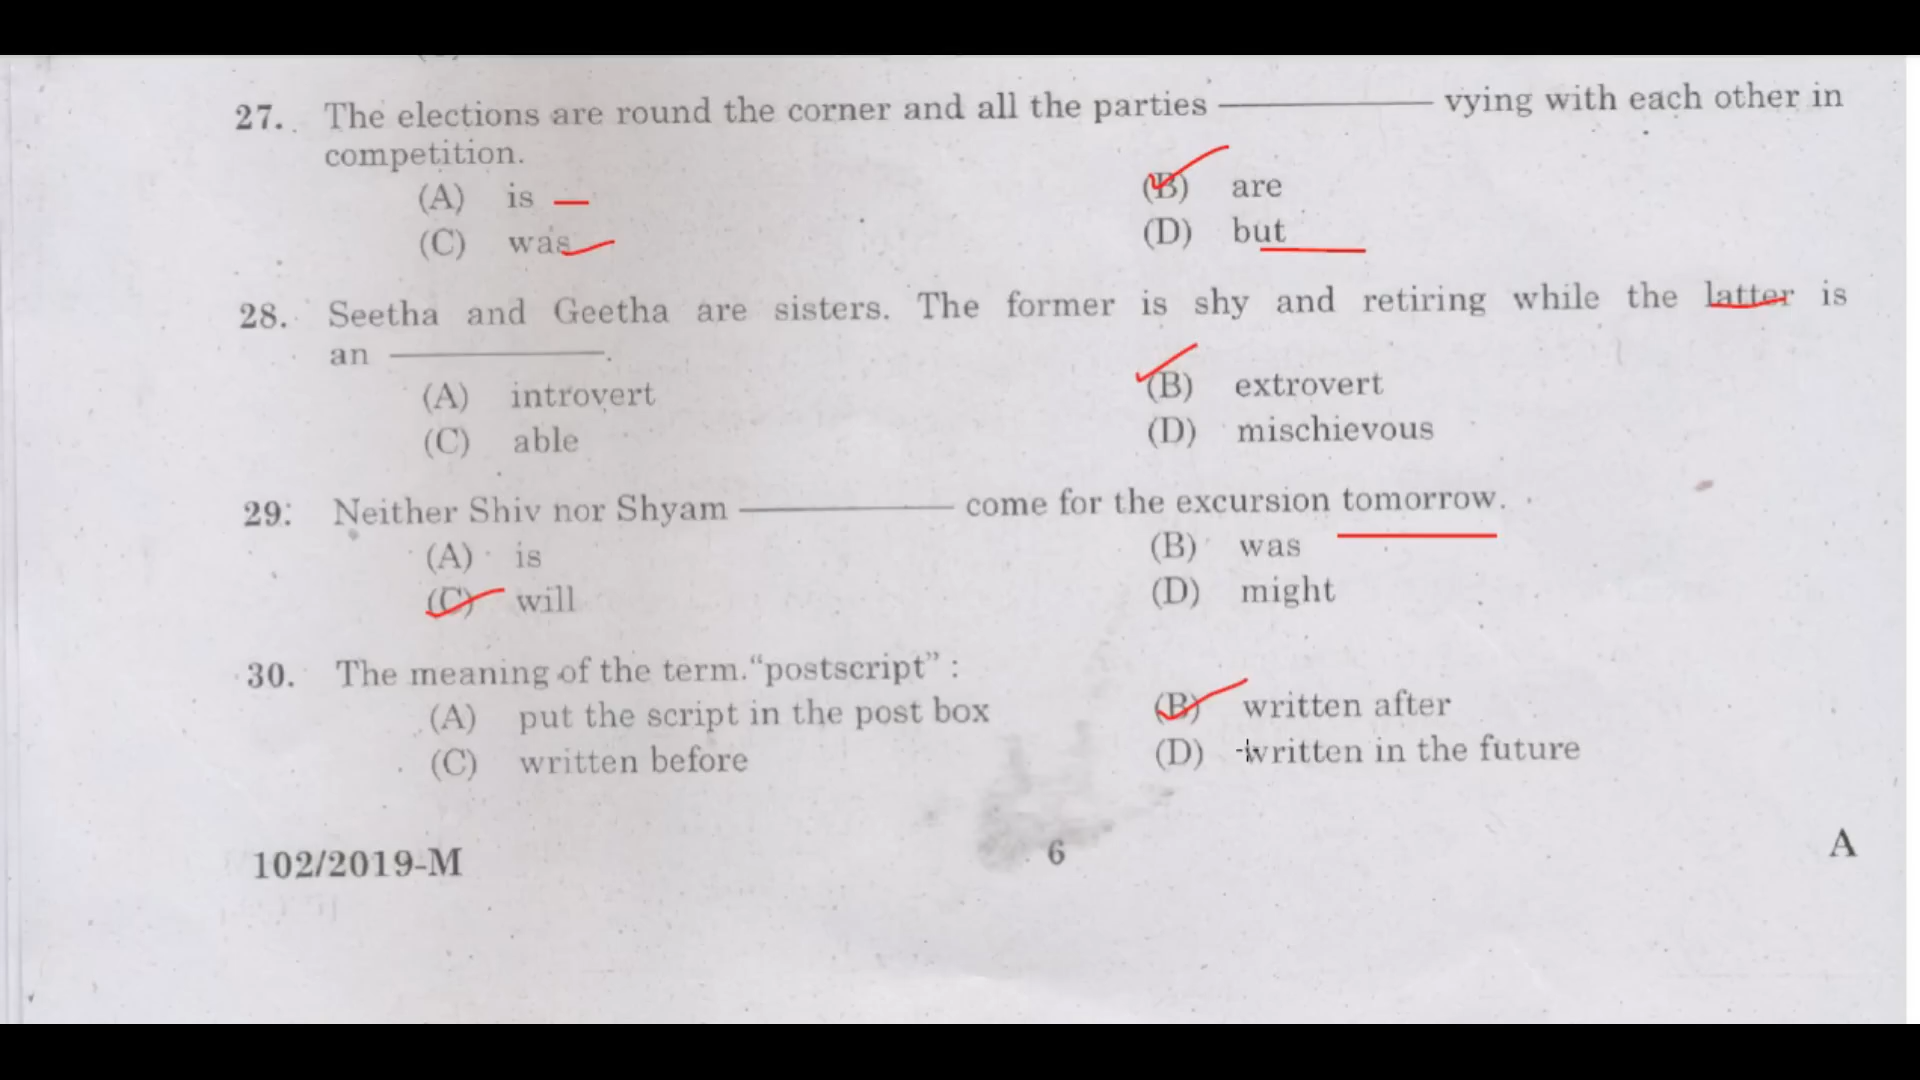 27. The elections are round the corner and all the parties ———— vying with each other in
competition.
(A) is (B) are
(C) was (D) but
28. Seetha and Geetha are sisters. The former is shy and retiring while the latter is
an ————.
(A) introvert (B) extrovert
(C) able (D) mischievous
29. Neither Shiv nor Shyam ———— come for the excursion tomorrow.
(A) is (B) was
(C) will (D) might
30. The meaning of the term "postscript" :
(A) put the script in the post box (B) written after
(C) written before (D) written in the future
102/2019-M 6 A